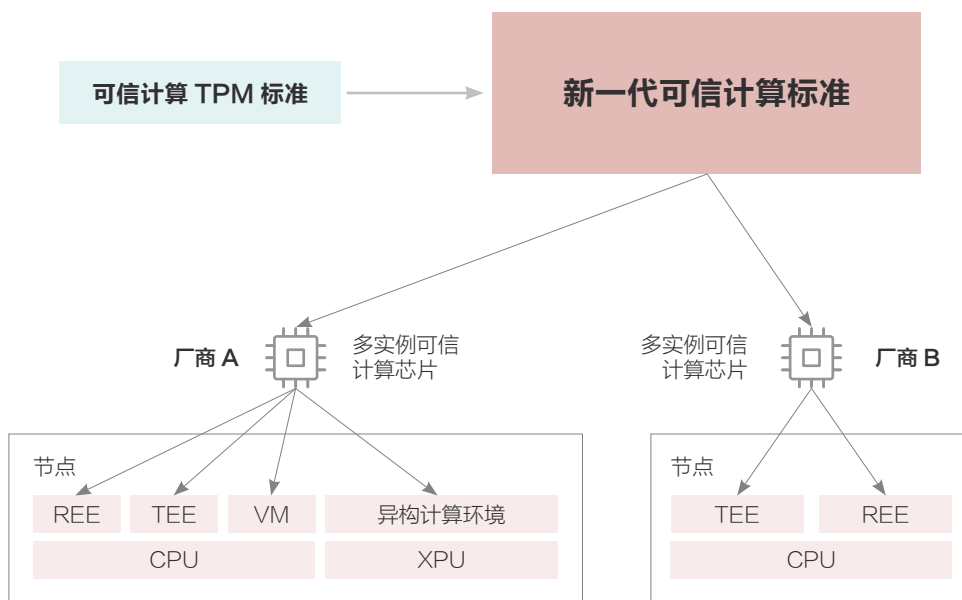 可信计算 TPM 标准
新一代可信计算标准
厂商 A
多实例可信
计算芯片
多实例可信
计算芯片
厂商 B
节点
REE
TEE
VM
异构计算环境
CPU
XPU
节点
TEE
REE
CPU